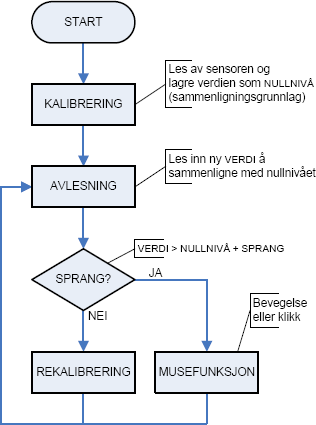 START
Les av sensoren og
lagre verdien som NULLNIVÅ
(sammenligningsgrunnlag)
KALIBRERING
Les inn ny VERDI å
sammenligne med nullnivået
AVLESNING
VERDI > NULLNIVÅ + SPRANG
SPRANG?
JA
NEI
Bevegelse
eller klikk
REKALIBRERING
MUSEFUNKSJON